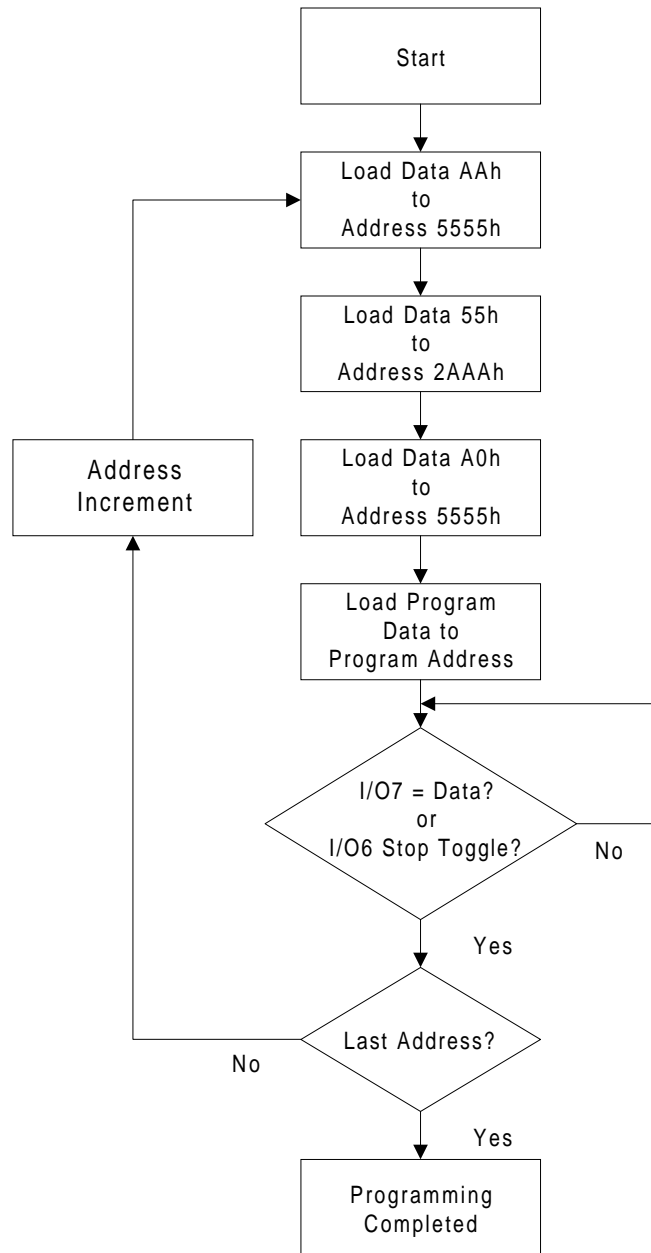 Start
Load Data AAh
to
Address 5555h
Load Data 55h
to
Address 2AAAh
Address
Increment
Load Data A0h
to
Address 5555h
Load Program
Data to
Program Address
I/O7 = Data?
or
I/O6 Stop Toggle?
No
Yes
Last Address?
No
Yes
Programming
Completed